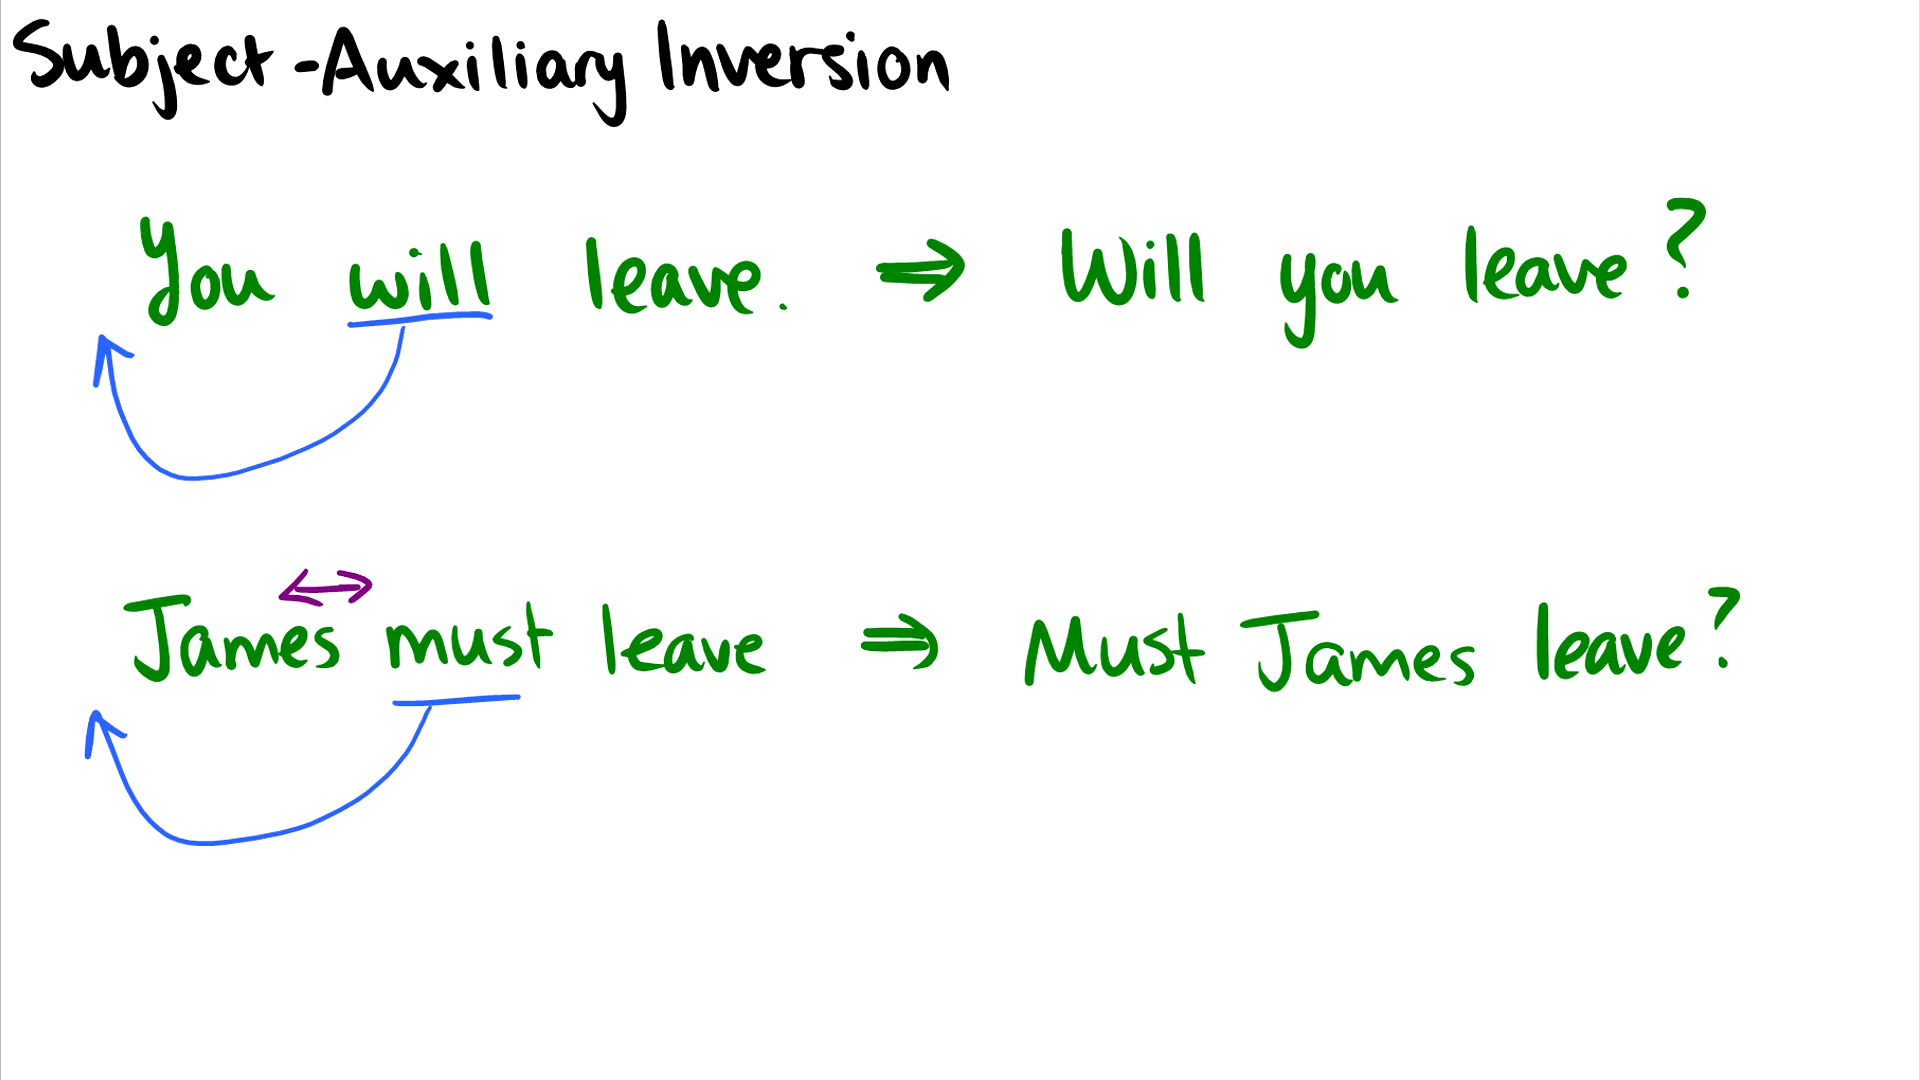 Subject-Auxiliary Inversion
You will leave. ⇒ Will you leave?
James must leave ⇒ Must James leave?